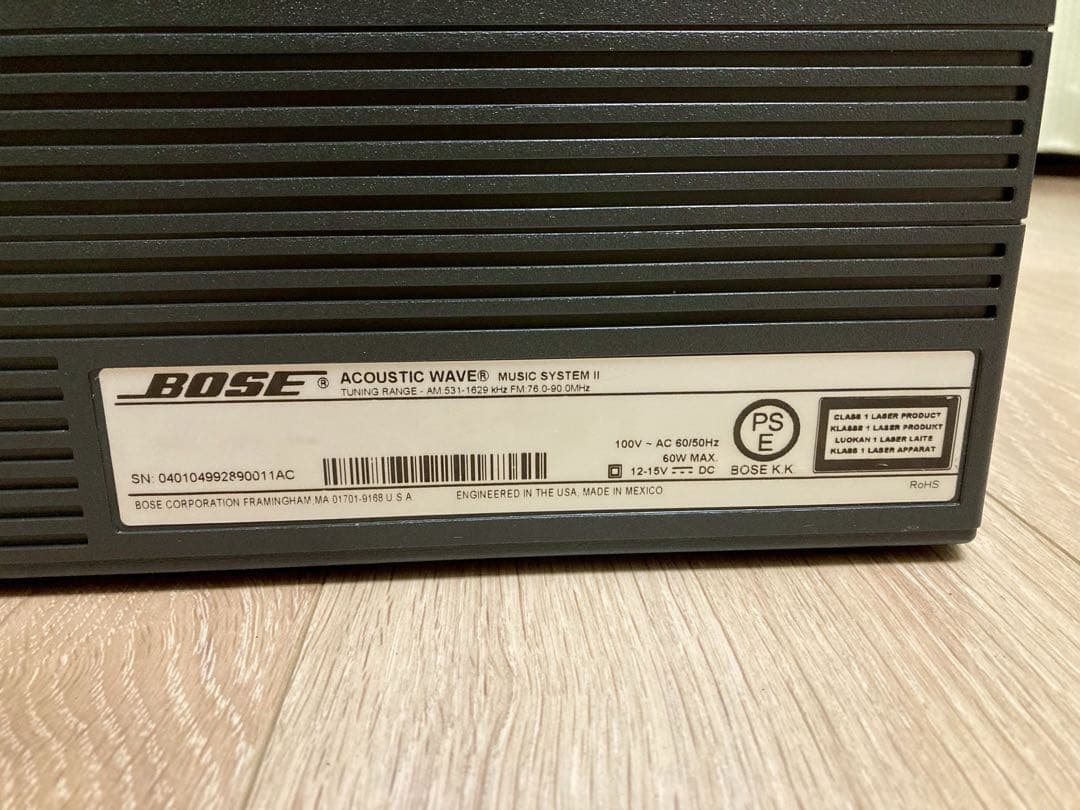 BOSE ® ACOUSTIC WAVE® MUSIC SYSTEM II
TUNING RANGE - AM:531-1629 kHz FM:76.0-90.0MHz
100V ~ AC 60/50Hz
60W MAX.
12-15V DC
SN: 040104992890011AC
BOSE CORPORATION FRAMINGHAM,MA 01701-9168 U S A
ENGINEERED IN THE USA, MADE IN MEXICO
PS
E
BOSE K.K.
CLASS 1 LASER PRODUCT
KLASSE 1 LASER PRODUKT
LUOKAN 1 LASER LAITE
KLASS 1 LASER APPARAT
RoHS